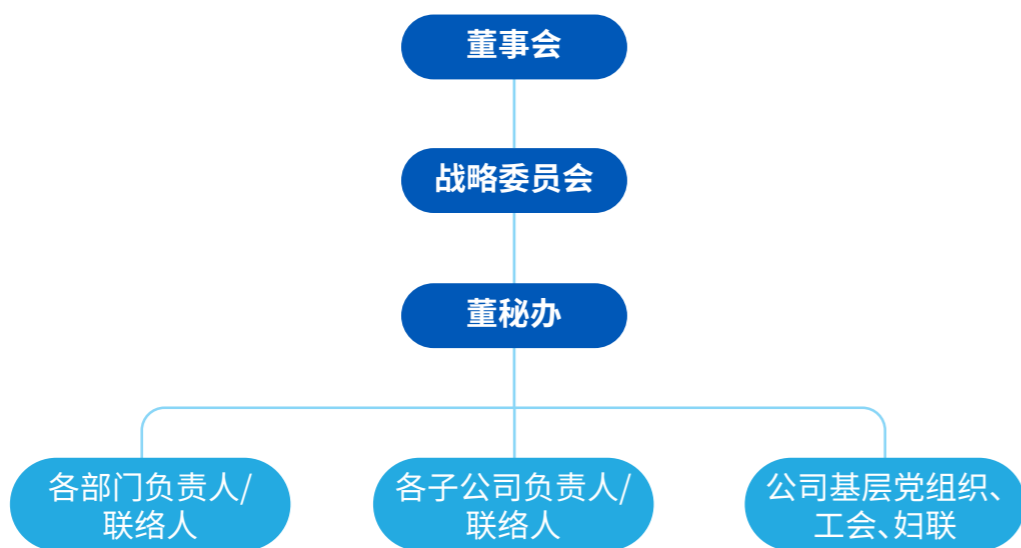 董事会
战略委员会
董秘办
各部门负责人/
联络人
各子公司负责人/
联络人
公司基层党组织、
工会、妇联